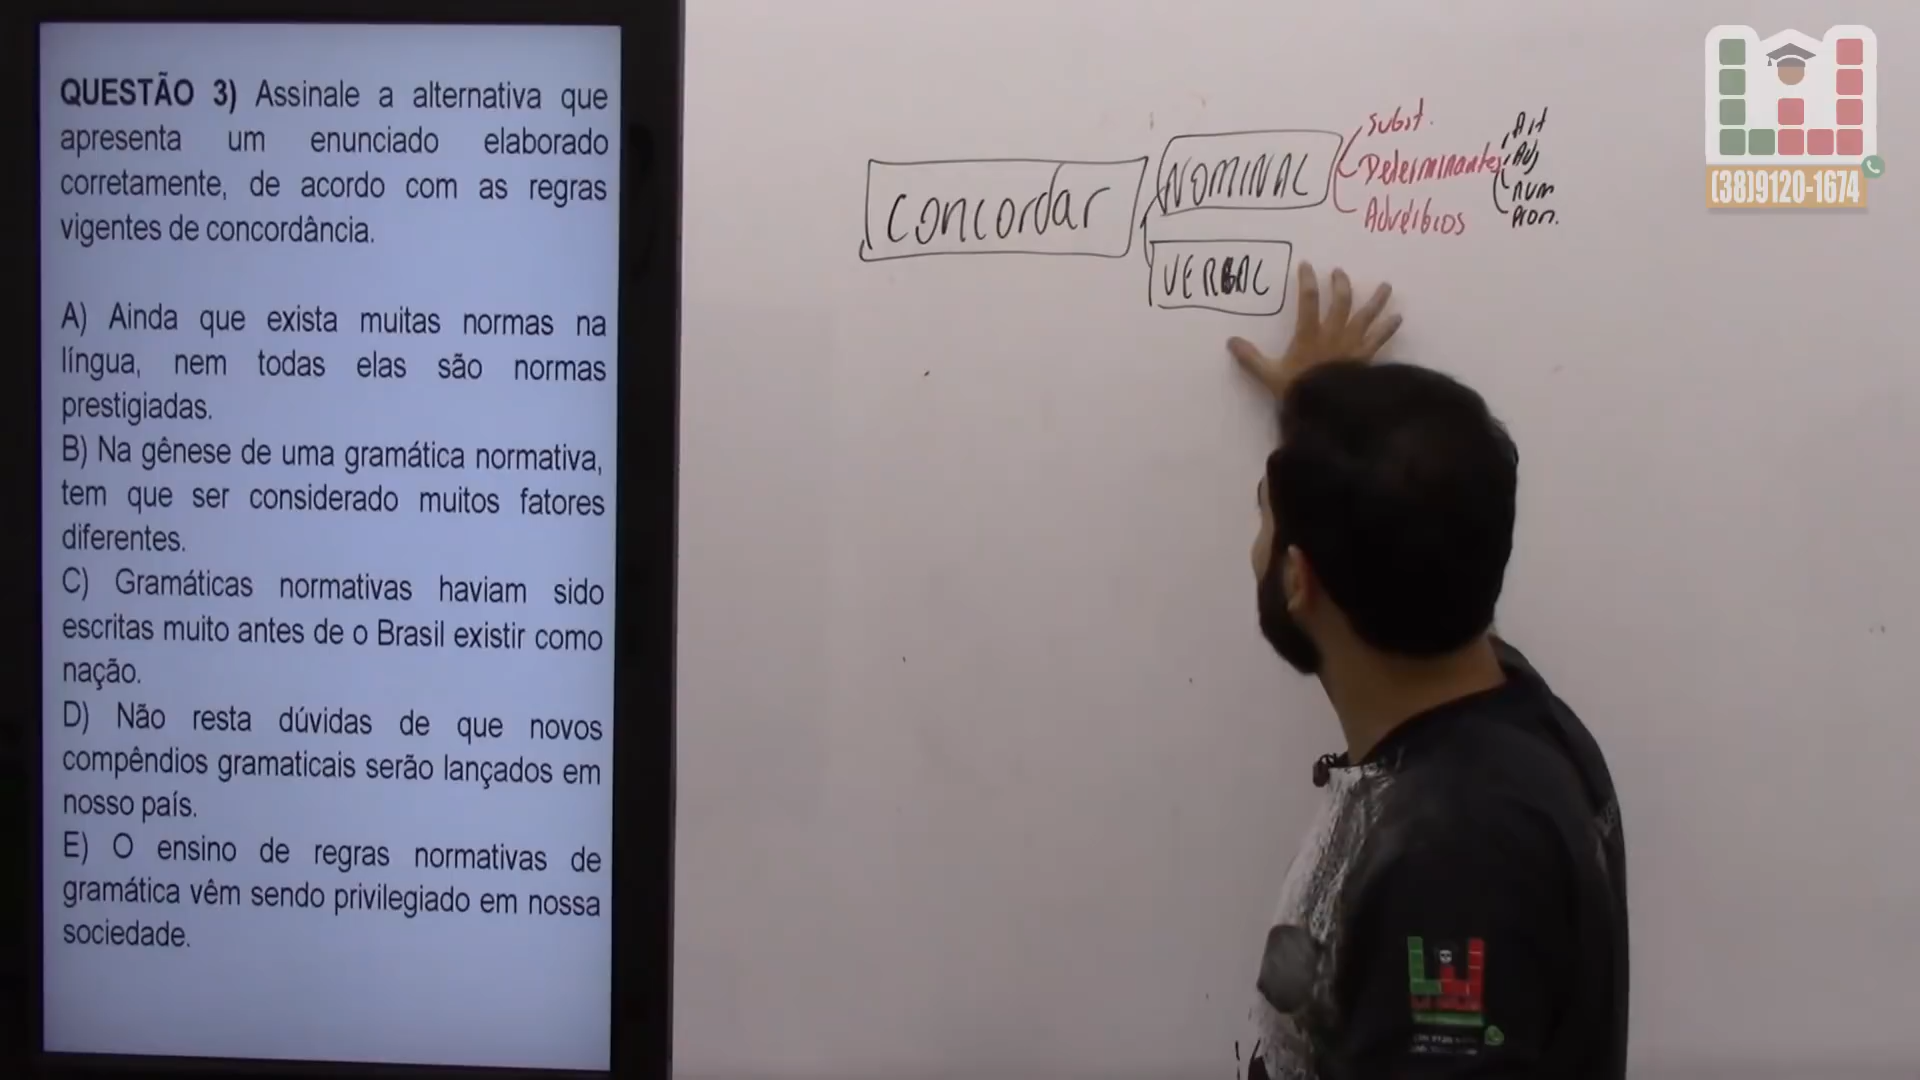 QUESTÃO 3) Assinale a alternativa que
apresenta um enunciado elaborado
corretamente, de acordo com as regras
vigentes de concordância.
A) Ainda que exista muitas normas na
língua, nem todas elas são normas
prestigiadas.
B) Na gênese de uma gramática normativa,
tem que ser considerado muitos fatores
diferentes.
C) Gramáticas normativas haviam sido
escritas muito antes de o Brasil existir como
nação.
D) Não resta dúvidas de que novos
compêndios gramaticais serão lançados em
nosso país.
E) O ensino de regras normativas de
gramática vêm sendo privilegiado em nossa
sociedade.
Concordar
NOMINAL
VERBAL
Subst.
Determinantes
Advérbios
Art
Adj
num
Pron.
(38)9120-1674